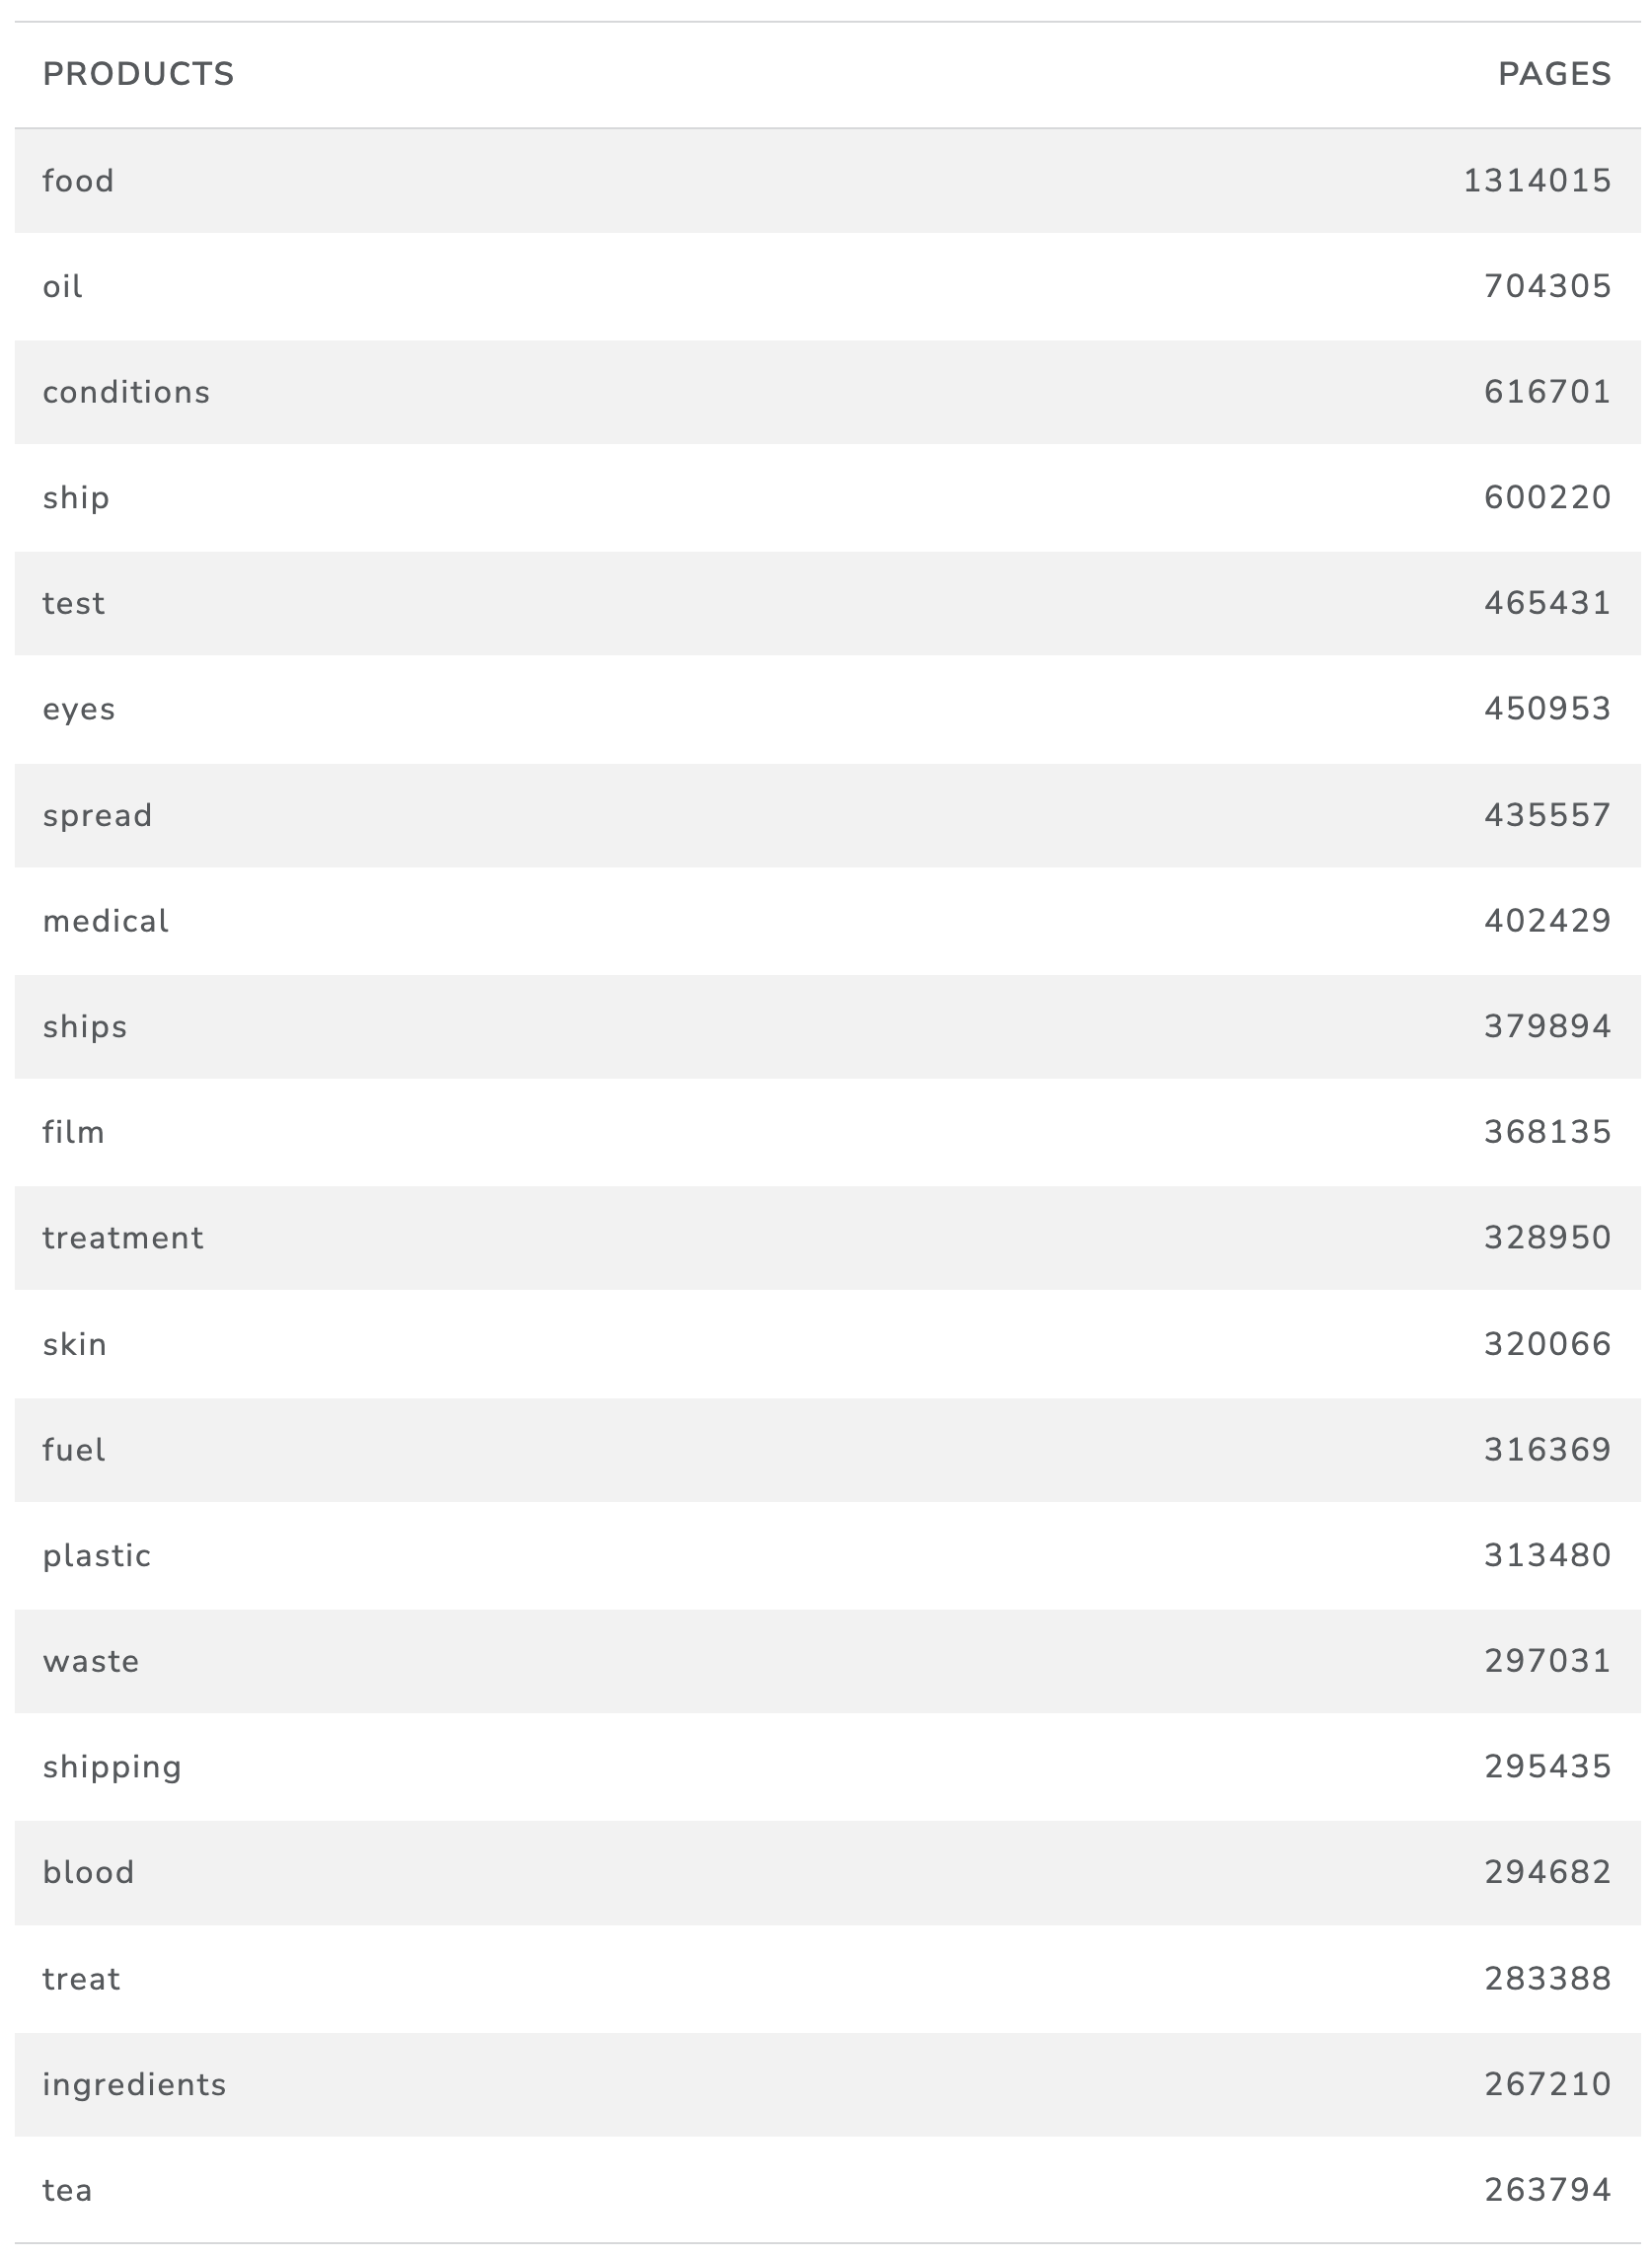 PRODUCTS PAGES
food 1314015
oil 704305
conditions 616701
ship 600220
test 465431
eyes 450953
spread 435557
medical 402429
ships 379894
film 368135
treatment 328950
skin 320066
fuel 316369
plastic 313480
waste 297031
shipping 295435
blood 294682
treat 283388
ingredients 267210
tea 263794